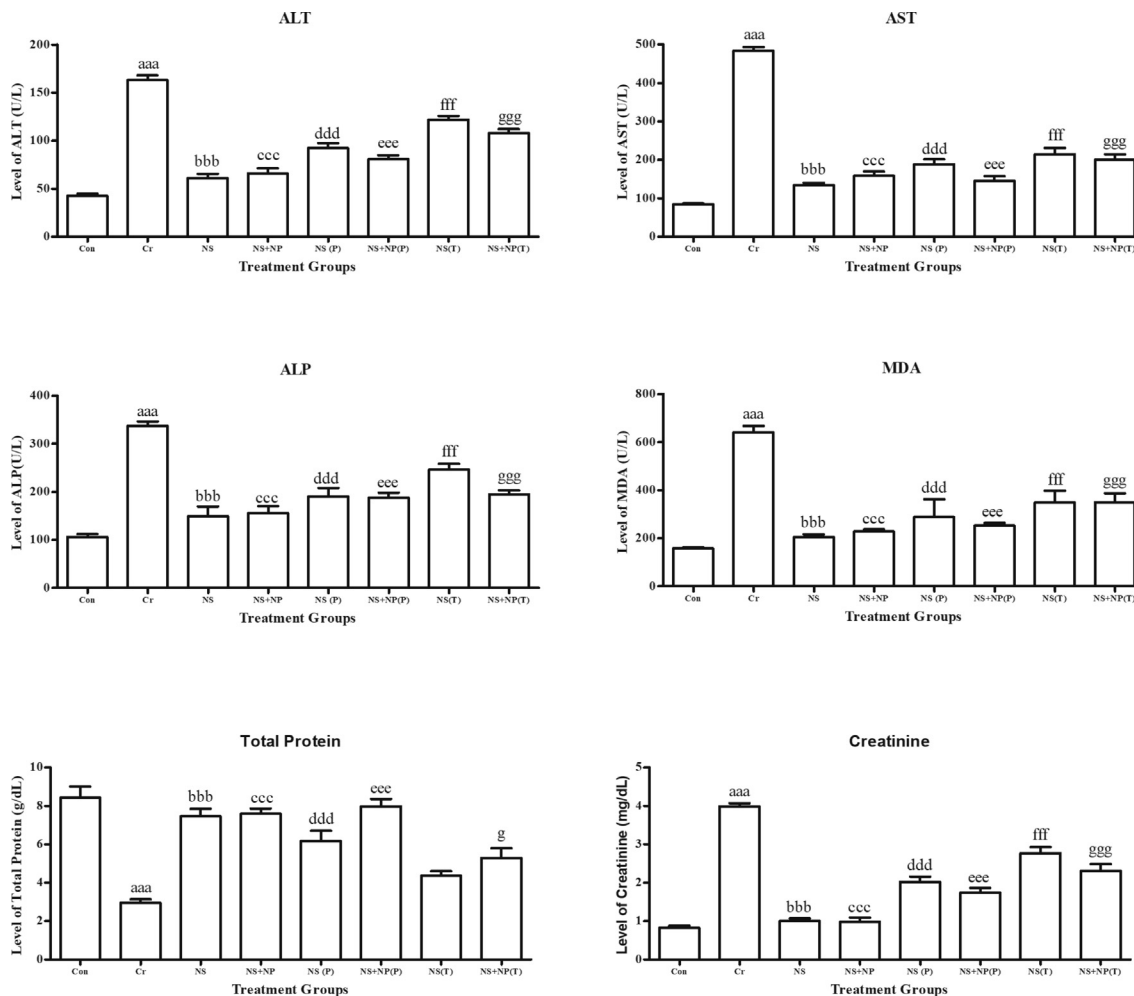 ALT
Level of ALT (U/L)
200
150
100
50
0
aaa
bbb
ccc
ddd
eee
fff
ggg
Con Cr NS NS+NP NS (P) NS+NP(P) NS(T) NS+NP(T)
Treatment Groups
AST
Level of AST (U/L)
500
400
300
200
100
0
aaa
bbb
ccc
ddd
eee
fff
ggg
Con Cr NS NS+NP NS (P) NS+NP(P) NS(T) NS+NP(T)
Treatment Groups
ALP
Level of ALP(U/L)
400
300
200
100
0
aaa
bbb
ccc
ddd
eee
fff
ggg
Con Cr NS NS+NP NS (P) NS+NP(P) NS(T) NS+NP(T)
Treatment Groups
MDA
Level of MDA (U/L)
800
600
400
200
0
aaa
bbb
ccc
ddd
eee
fff
ggg
Con Cr NS NS+NP NS (P) NS+NP(P) NS(T) NS+NP(T)
Treatment Groups
Total Protein
Level of Total Protein (g/dL)
10
8
6
4
2
0
aaa
bbb
ccc
ddd
eee
g
Con Cr NS NS+NP NS (P) NS+NP(P) NS(T) NS+NP(T)
Treatment Groups
Creatinine
Level of Creatinine (mg/dL)
5
4
3
2
1
0
aaa
bbb
ccc
ddd
eee
fff
ggg
Con Cr NS NS+NP NS (P) NS+NP(P) NS(T) NS+NP(T)
Treatment Groups